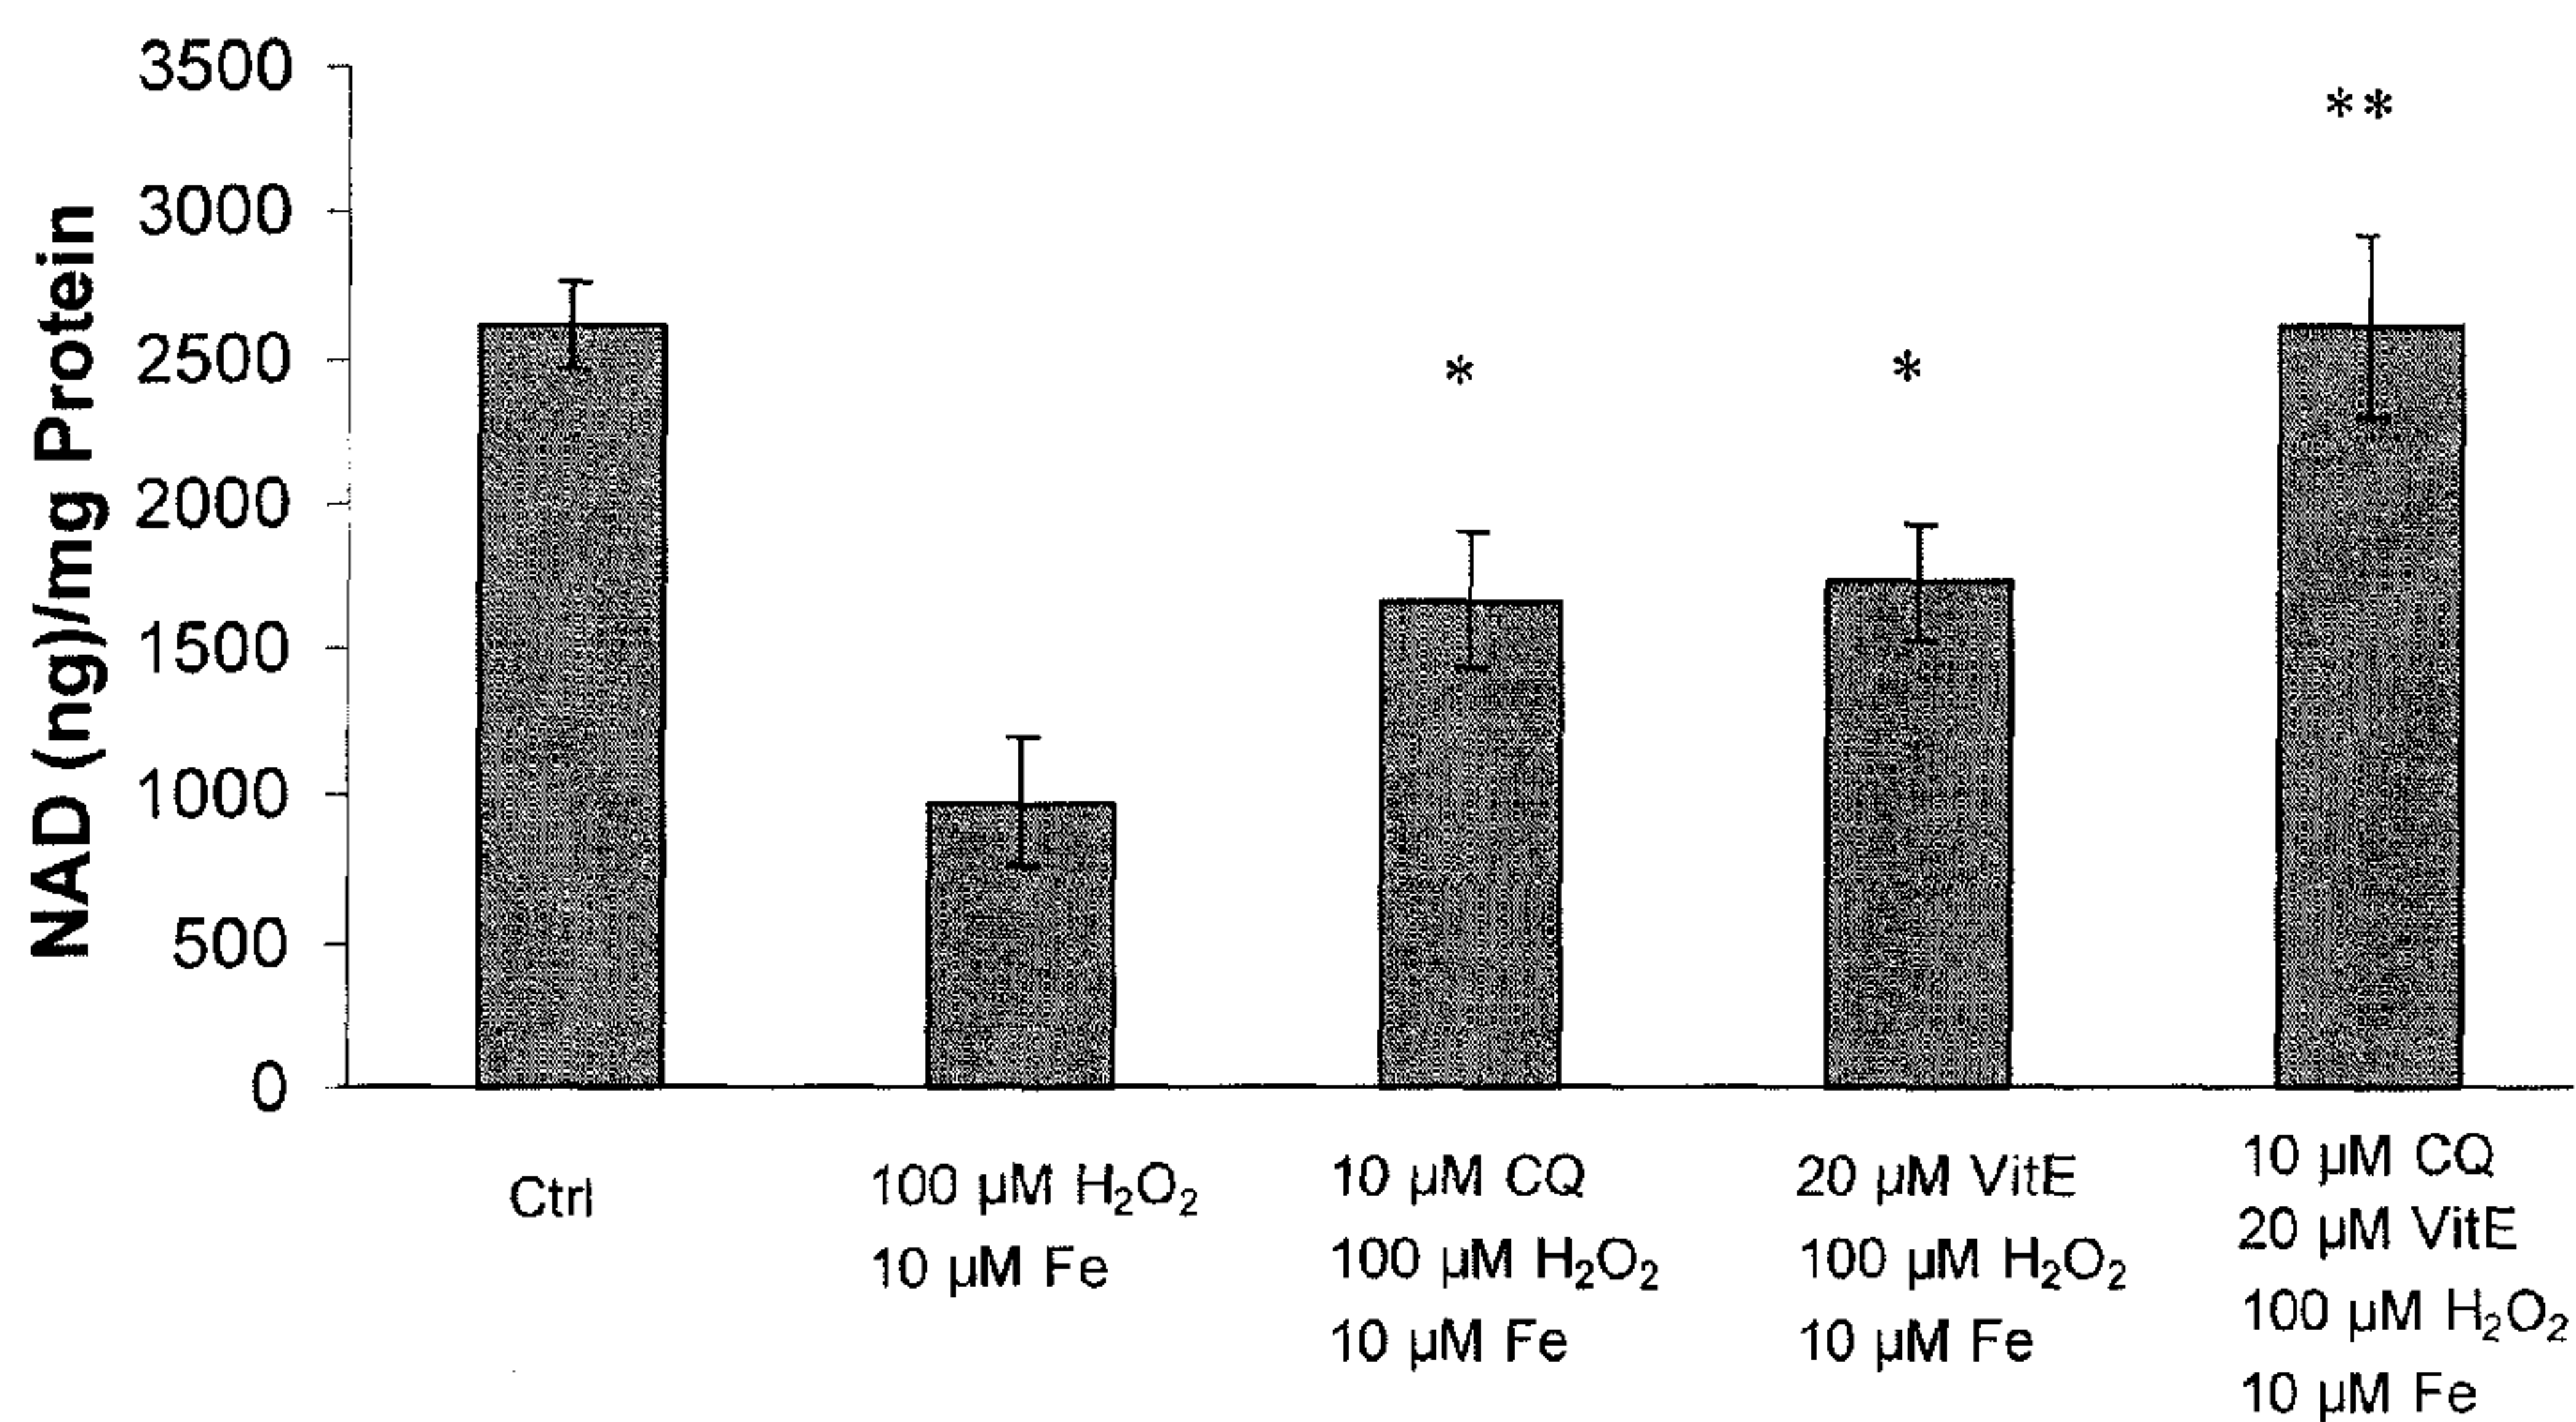 NAD (ng)/mg Protein
3500
3000
2500
2000
1500
1000
500
0
*
*
**
Ctrl
100 µM H₂O₂
10 µM Fe
10 µM CQ
100 µM H₂O₂
10 µM Fe
20 µM VitE
100 µM H₂O₂
10 µM Fe
10 µM CQ
20 µM VitE
100 µM H₂O₂
10 µM Fe